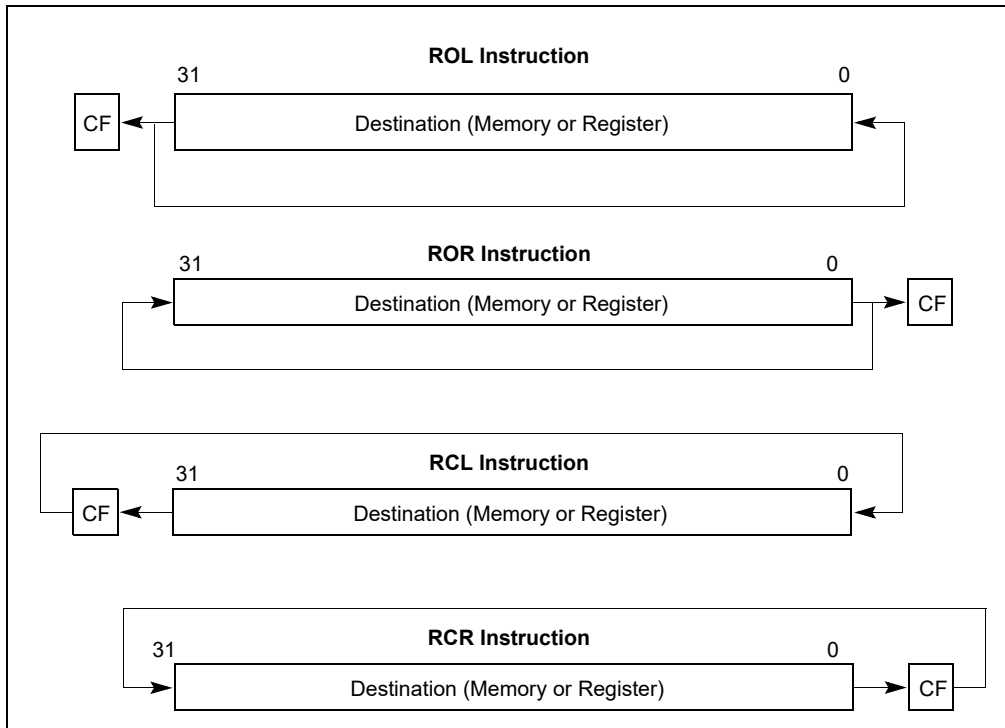 ROL Instruction
31 0
CF Destination (Memory or Register)
ROR Instruction
31 0
Destination (Memory or Register) CF
RCL Instruction
31 0
CF Destination (Memory or Register)
RCR Instruction
31 0
Destination (Memory or Register) CF